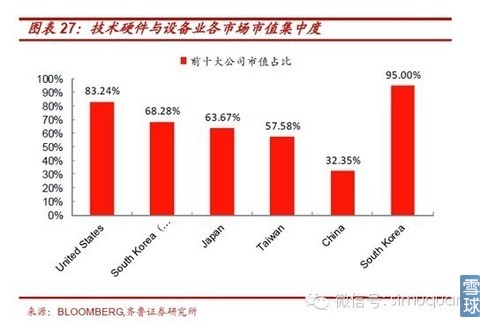 图表 27：技术硬件与设备业各市场市值集中度
前十大公司市值占比
100%
90%
80%
70%
60%
50%
40%
30%
20%
10%
0%
83.24%
68.28%
63.67%
57.58%
32.35%
95.00%
United States
South Korea（...
Japan
Taiwan
China
South Korea
来源：BLOOMBERG,齐鲁证券研究所
微信号: simuquan
雪球